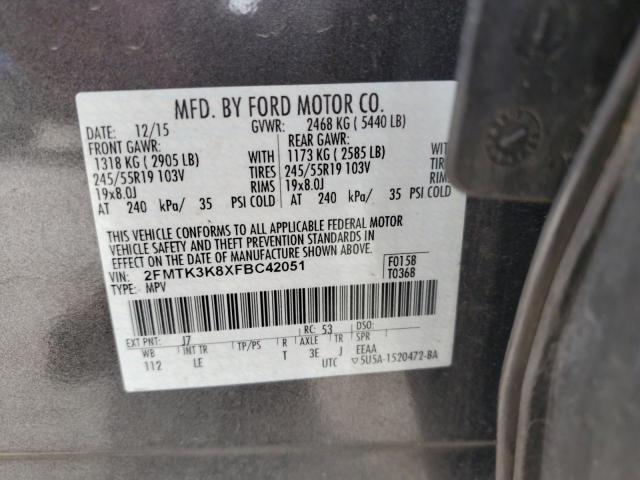 MFD. BY FORD MOTOR CO.
DATE: 12/15 GVWR: 2468 KG ( 5440 LB)
FRONT GAWR: REAR GAWR:
1318 KG ( 2905 LB) WITH 1173 KG ( 2585 LB) WITH
245/55R19 103V TIRES 245/55R19 103V TIRES
19x8.0J RIMS 19x8.0J RIMS
AT 240 kPa/ 35 PSI COLD AT 240 kPa/ 35 PSI COLD
THIS VEHICLE CONFORMS TO ALL APPLICABLE FEDERAL MOTOR
VEHICLE SAFETY AND THEFT PREVENTION STANDARDS IN
EFFECT ON THE DATE OF MANUFACTURE SHOWN ABOVE.
VIN: 2FMTK3K8XFBC42051 F0158
TYPE: MPV T0368
EXT PNT: J7 RC: 53 DSO:
WB INT TR TP/PS R AXLE TR SPR
112 LE T 3E J EEAA
UTC ▽5U5A-1520472-BA